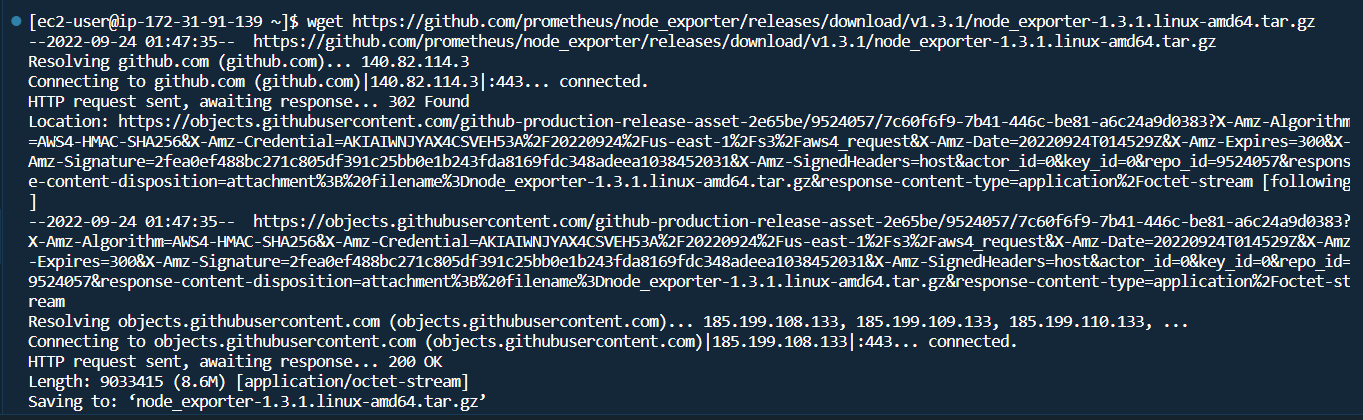 [ec2-user@ip-172-31-91-139 ~]$ wget https://github.com/prometheus/node_exporter/releases/download/v1.3.1/node_exporter-1.3.1.linux-amd64.tar.gz
--2022-09-24 01:47:35--  https://github.com/prometheus/node_exporter/releases/download/v1.3.1/node_exporter-1.3.1.linux-amd64.tar.gz
Resolving github.com (github.com)... 140.82.114.3
Connecting to github.com (github.com)|140.82.114.3|:443... connected.
HTTP request sent, awaiting response... 302 Found
Location: https://objects.githubusercontent.com/github-production-release-asset-2e65be/9524057/7c60f6f9-7b41-446c-be81-a6c24a9d0383?X-Amz-Algorithm
=AWS4-HMAC-SHA256&X-Amz-Credential=AKIAIWNJYAX4CSVEH53A%2F20220924%2Fus-east-1%2Fs3%2Faws4_request&X-Amz-Date=20220924T014529Z&X-Amz-Expires=300&X-
Amz-Signature=2fea0ef488bc271c805df391c25bb0e1b243fda8169fdc348adeea1038452031&X-Amz-SignedHeaders=host&actor_id=0&key_id=0&repo_id=9524057&respons
e-content-disposition=attachment%3B%20filename%3Dnode_exporter-1.3.1.linux-amd64.tar.gz&response-content-type=application%2Foctet-stream [following
]
--2022-09-24 01:47:35--  https://objects.githubusercontent.com/github-production-release-asset-2e65be/9524057/7c60f6f9-7b41-446c-be81-a6c24a9d0383?
X-Amz-Algorithm=AWS4-HMAC-SHA256&X-Amz-Credential=AKIAIWNJYAX4CSVEH53A%2F20220924%2Fus-east-1%2Fs3%2Faws4_request&X-Amz-Date=20220924T014529Z&X-Amz
-Expires=300&X-Amz-Signature=2fea0ef488bc271c805df391c25bb0e1b243fda8169fdc348adeea1038452031&X-Amz-SignedHeaders=host&actor_id=0&key_id=0&repo_id=
9524057&response-content-disposition=attachment%3B%20filename%3Dnode_exporter-1.3.1.linux-amd64.tar.gz&response-content-type=application%2Foctet-st
ream
Resolving objects.githubusercontent.com (objects.githubusercontent.com)... 185.199.108.133, 185.199.109.133, 185.199.110.133, ...
Connecting to objects.githubusercontent.com (objects.githubusercontent.com)|185.199.108.133|:443... connected.
HTTP request sent, awaiting response... 200 OK
Length: 9033415 (8.6M) [application/octet-stream]
Saving to: ‘node_exporter-1.3.1.linux-amd64.tar.gz’